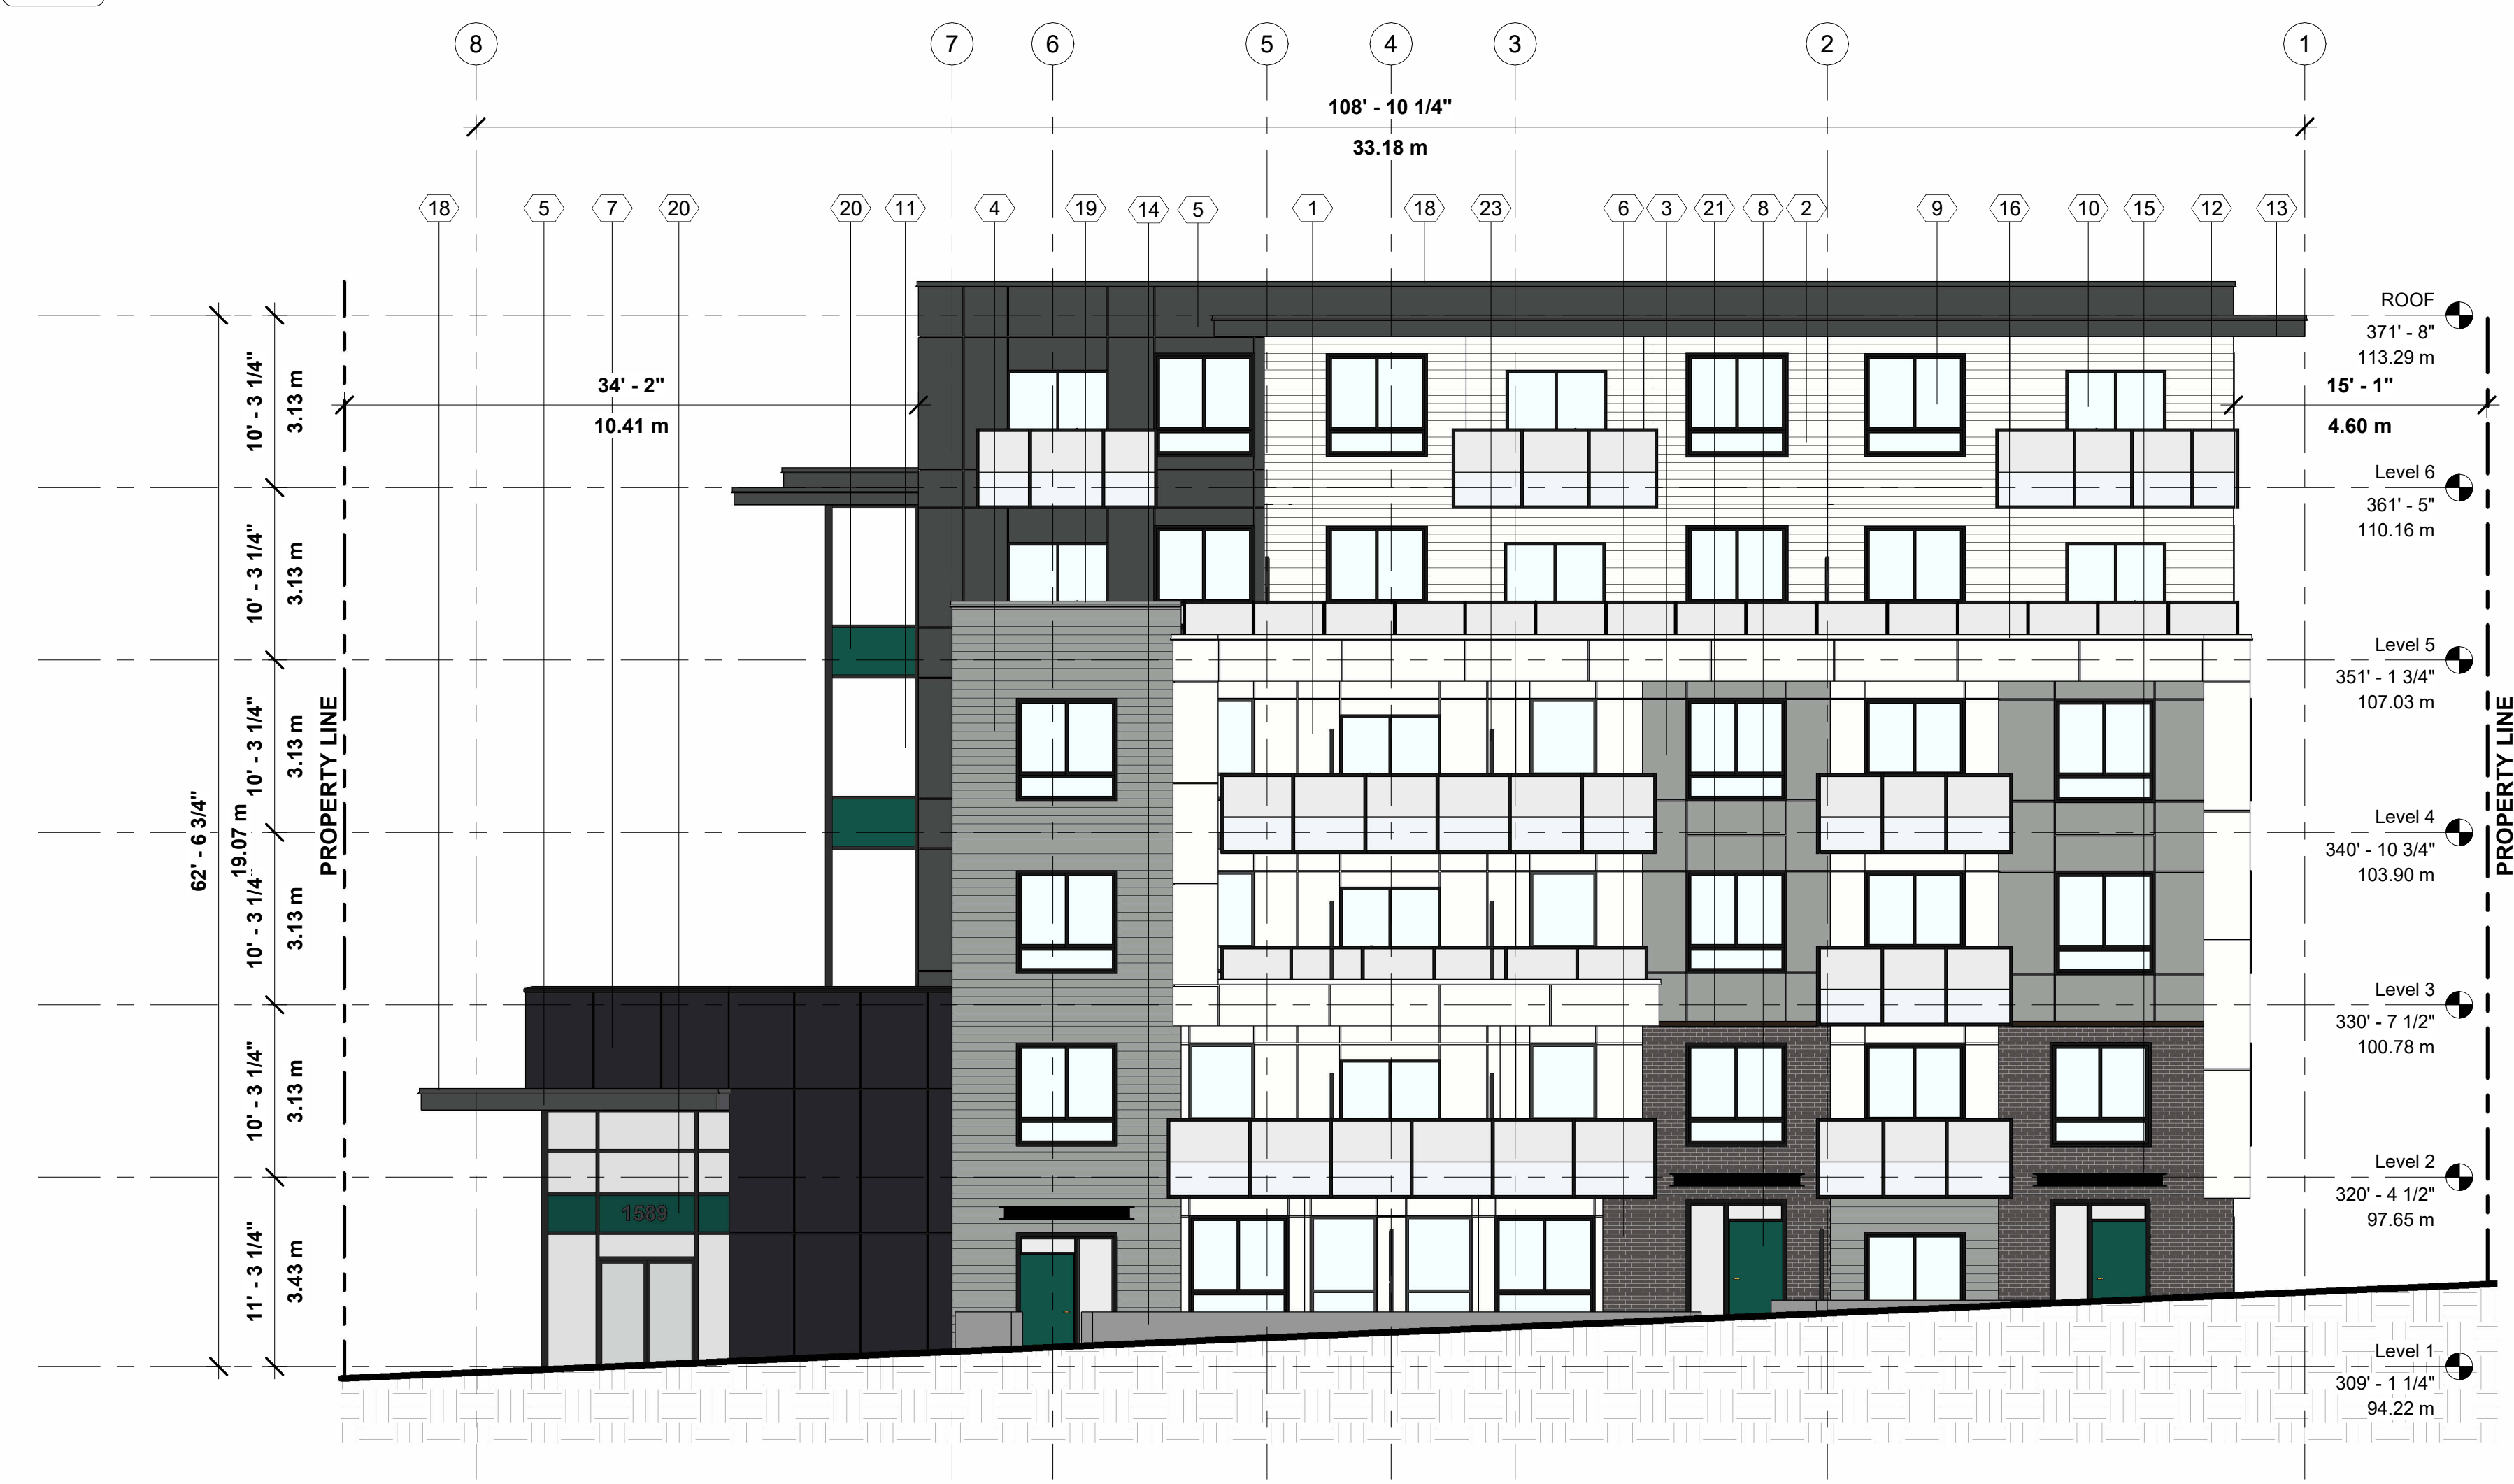 8 7 6 5 4 3 2 1
108' - 10 1/4"
33.18 m
18 5 7 20 20 11 4 19 14 5 1 18 23 6 3 21 8 2 9 16 10 15 12 13
ROOF
371' - 8"
113.29 m
34' - 2"
10.41 m
15' - 1"
4.60 m
Level 6
361' - 5"
110.16 m
Level 5
351' - 1 3/4"
107.03 m
Level 4
340' - 10 3/4"
103.90 m
Level 3
330' - 7 1/2"
100.78 m
Level 2
320' - 4 1/2"
97.65 m
Level 1
309' - 1 1/4"
94.22 m
62' - 6 3/4"
19.07 m
10' - 3 1/4"
3.13 m
10' - 3 1/4"
3.13 m
10' - 3 1/4"
3.13 m
10' - 3 1/4"
3.13 m
10' - 3 1/4"
3.13 m
11' - 3 1/4"
3.43 m
PROPERTY LINE
PROPERTY LINE
1589